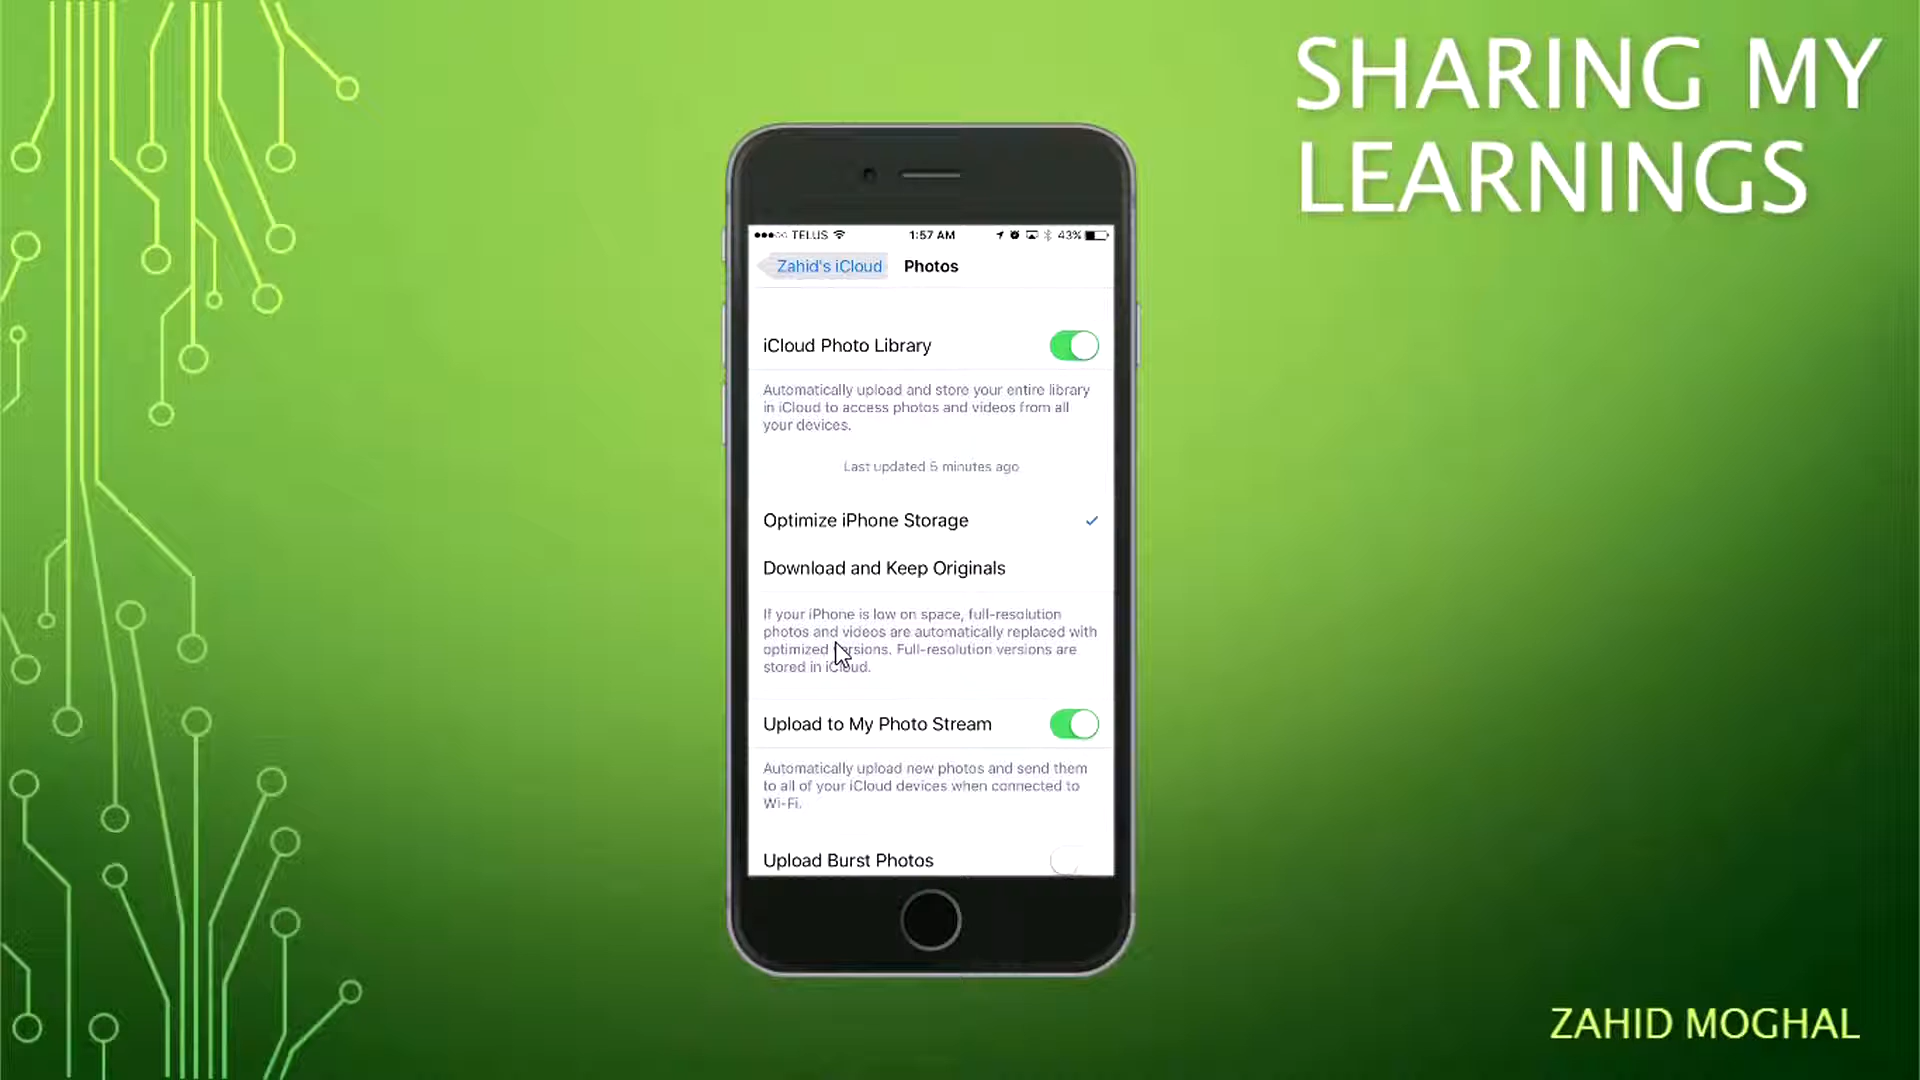 SHARING MY
LEARNINGS
TELUS
1:57 AM
43%
Zahid's iCloud
Photos
iCloud Photo Library
Automatically upload and store your entire library
in iCloud to access photos and videos from all
your devices.
Last updated 5 minutes ago
Optimize iPhone Storage
Download and Keep Originals
If your iPhone is low on space, full-resolution
photos and videos are automatically replaced with
optimized versions. Full-resolution versions are
stored in iCloud.
Upload to My Photo Stream
Automatically upload new photos and send them
to all of your iCloud devices when connected to
Wi-Fi.
Upload Burst Photos
ZAHID MOGHAL